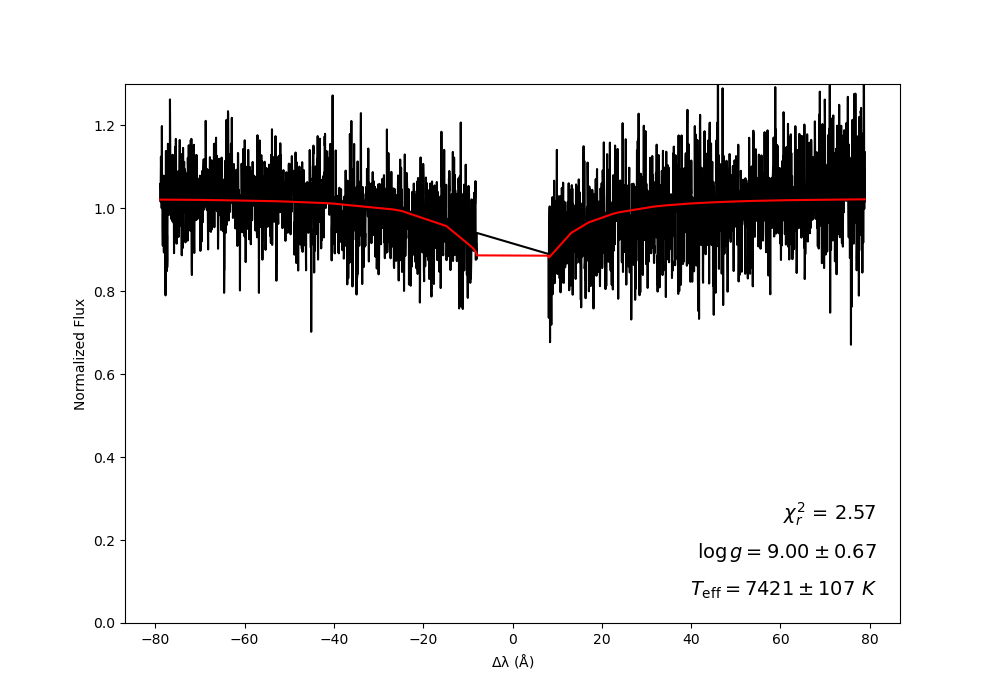 Normalized Flux
1.2
1.0
0.8
0.6
0.4
0.2
0.0
χ²ᵣ = 2.57
log g = 9.00 ± 0.67
T_eff = 7421 ± 107 K
−80 −60 −40 −20 0 20 40 60 80
Δλ (Å)